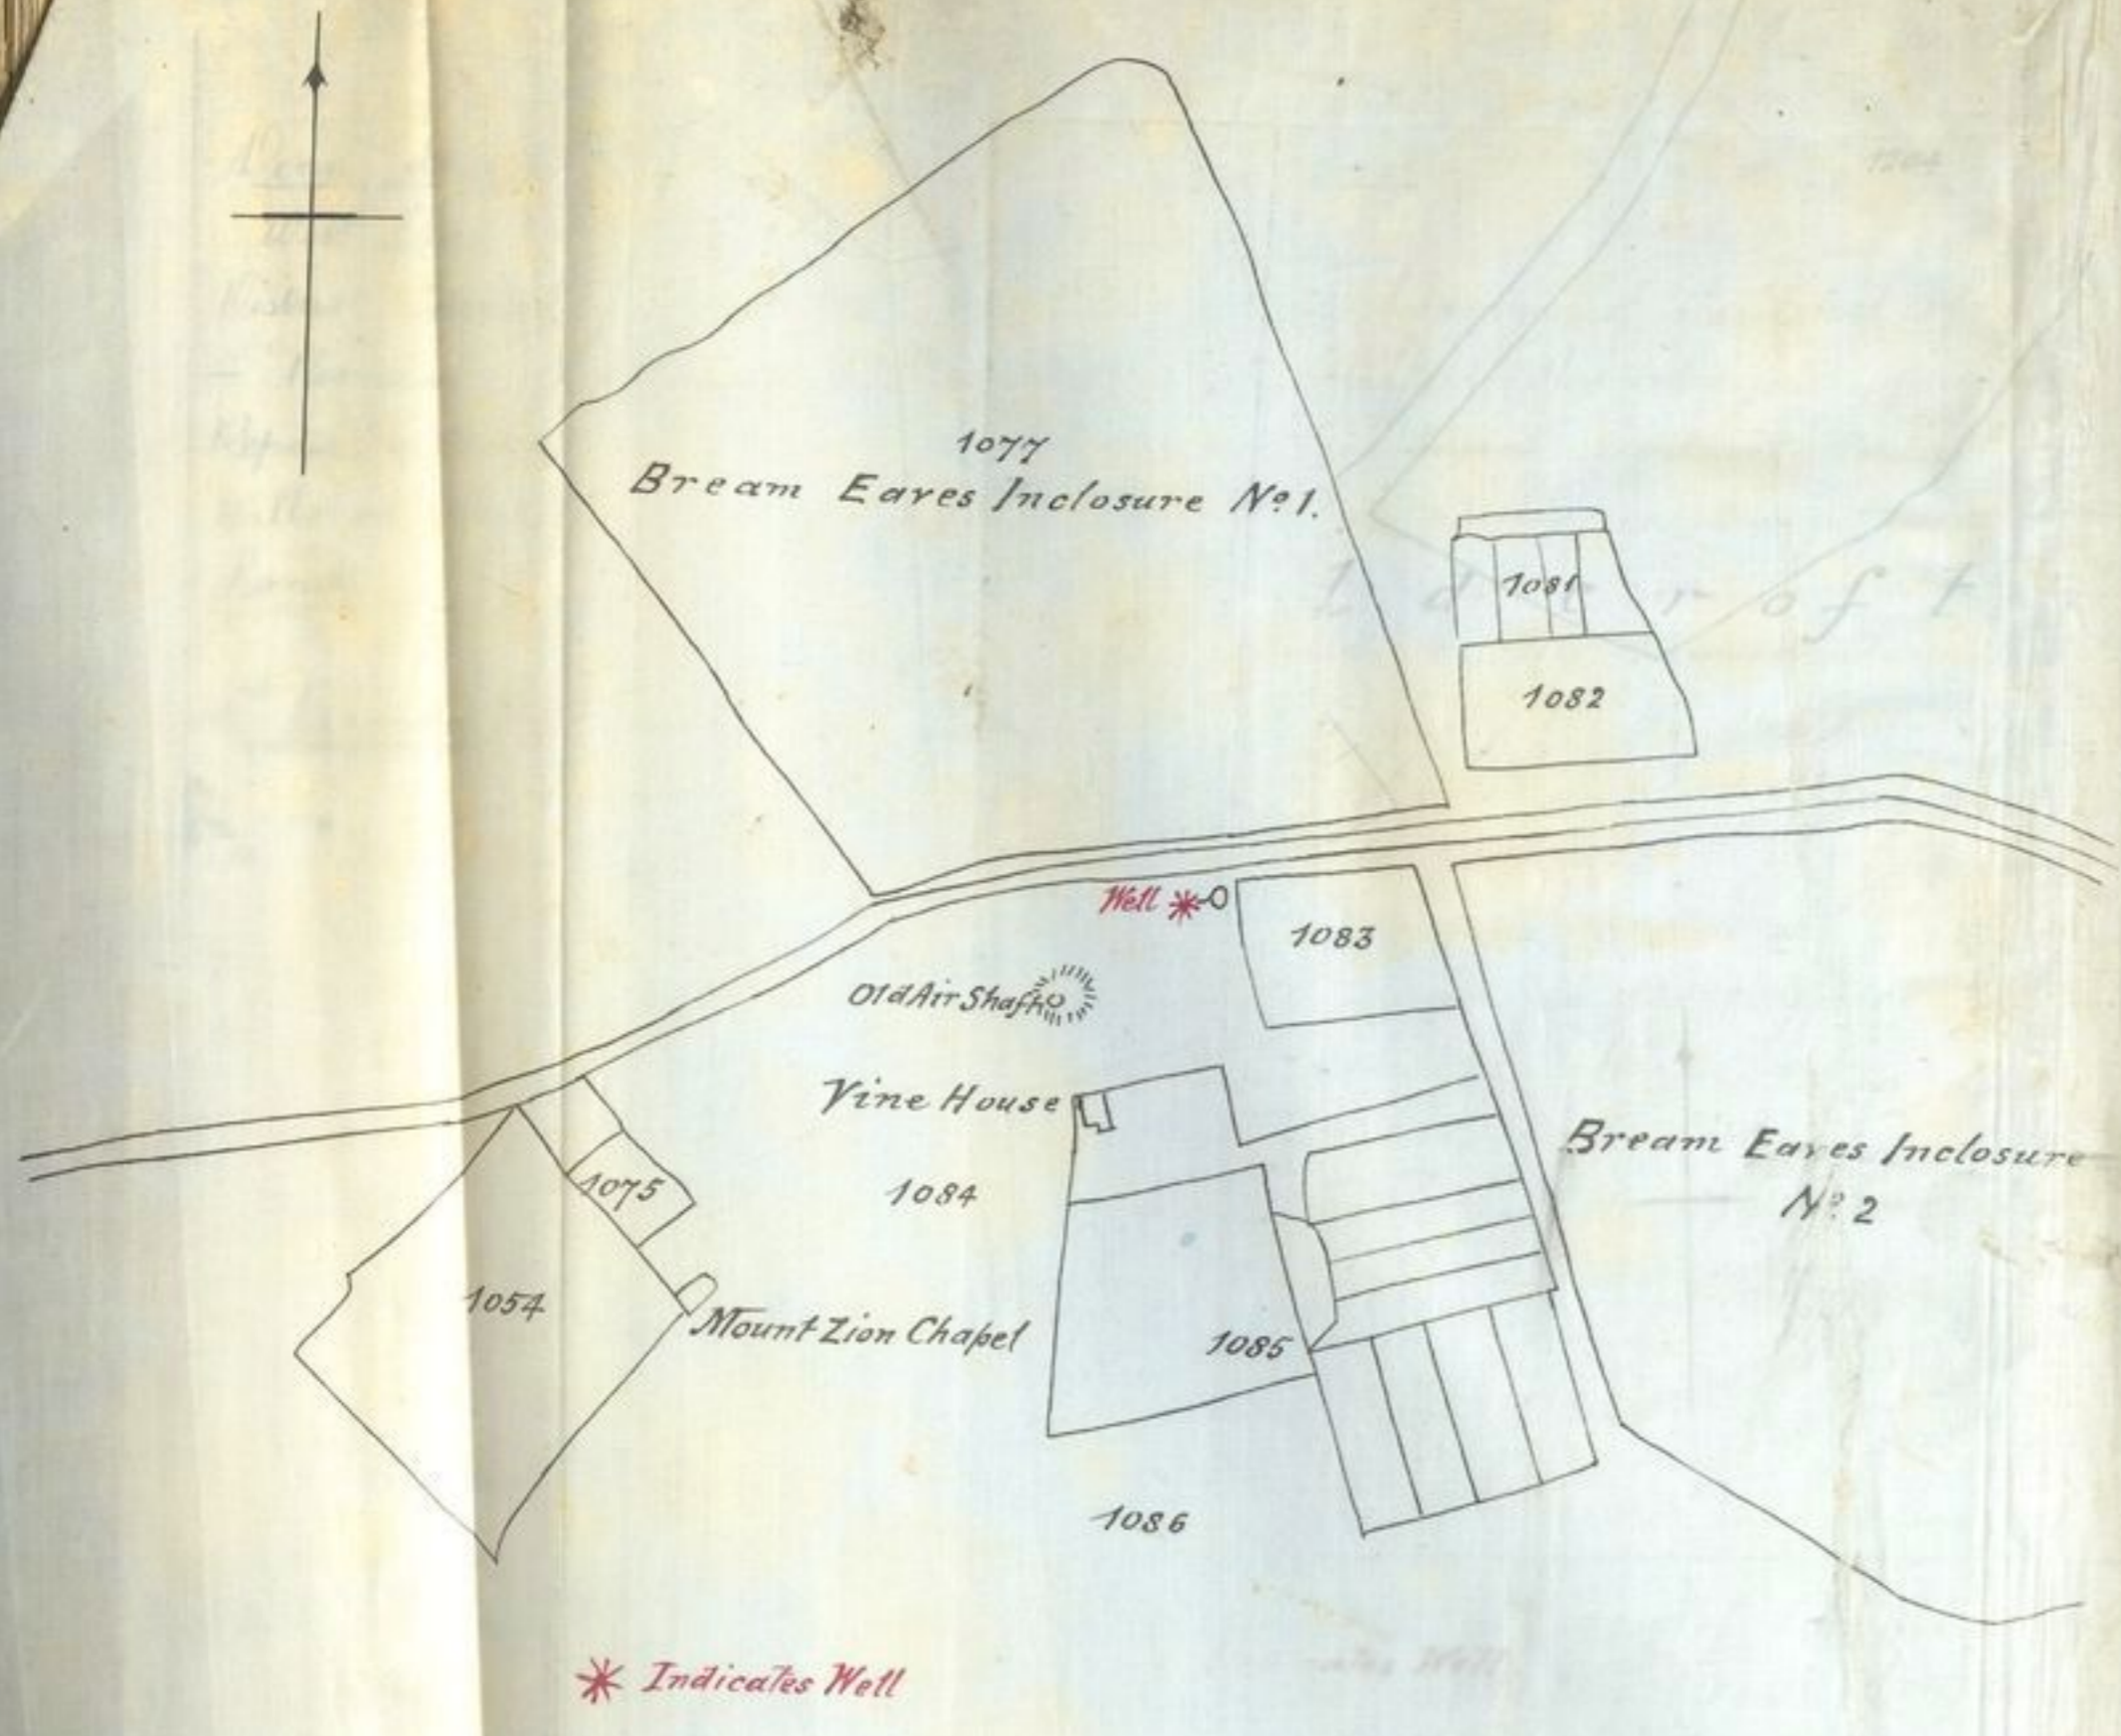 1077
Bream Eaves Inclosure No 1.
1081
1082
Well
1083
Old Air Shaft
Vine House
Bream Eaves Inclosure
No 2
1075
1084
1054
Mount Zion Chapel
1085
1086
Indicates Well